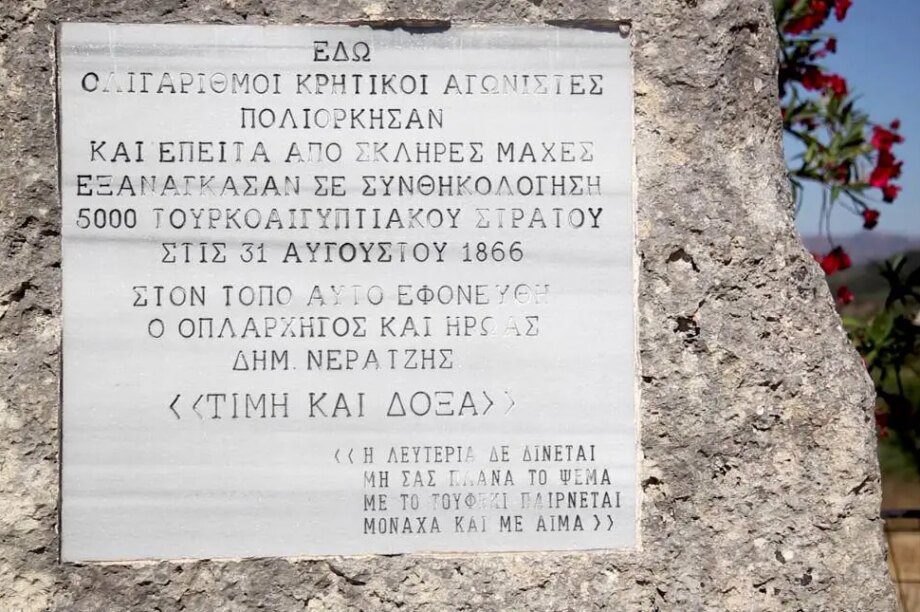 ΕΔΩ
ΟΛΙΓΑΡΙΘΜΟΙ ΚΡΗΤΙΚΟΙ ΑΓΩΝΙΣΤΕΣ
ΠΟΛΙΟΡΚΗΣΑΝ
ΚΑΙ ΕΠΕΙΤΑ ΑΠΟ ΣΚΛΗΡΕΣ ΜΑΧΕΣ
ΕΞΑΝΑΓΚΑΣΑΝ ΣΕ ΣΥΝΘΗΚΟΛΟΓΗΣΗ
5000 ΤΟΥΡΚΟΑΙΓΥΠΤΙΑΚΟΥ ΣΤΡΑΤΟΥ
ΣΤΙΣ 31 ΑΥΓΟΥΣΤΟΥ 1866
ΣΤΟΝ ΤΟΠΟ ΑΥΤΟ ΕΦΟΝΕΥΘΗ
Ο ΟΠΛΑΡΧΗΓΟΣ ΚΑΙ ΗΡΩΑΣ
ΔΗΜ. ΝΕΡΑΤΖΗΣ
<<ΤΙΜΗ ΚΑΙ ΔΟΞΑ>>
<< Η ΛΕΥΤΕΡΙΑ ΔΕ ΔΙΝΕΤΑΙ
ΜΗ ΣΑΣ ΠΛΑΝΑ ΤΟ ΨΕΜΑ
ΜΕ ΤΟ ΤΟΥΦΕΚΙ ΠΑΙΡΝΕΤΑΙ
ΜΟΝΑΧΑ ΚΑΙ ΜΕ ΑΙΜΑ >>